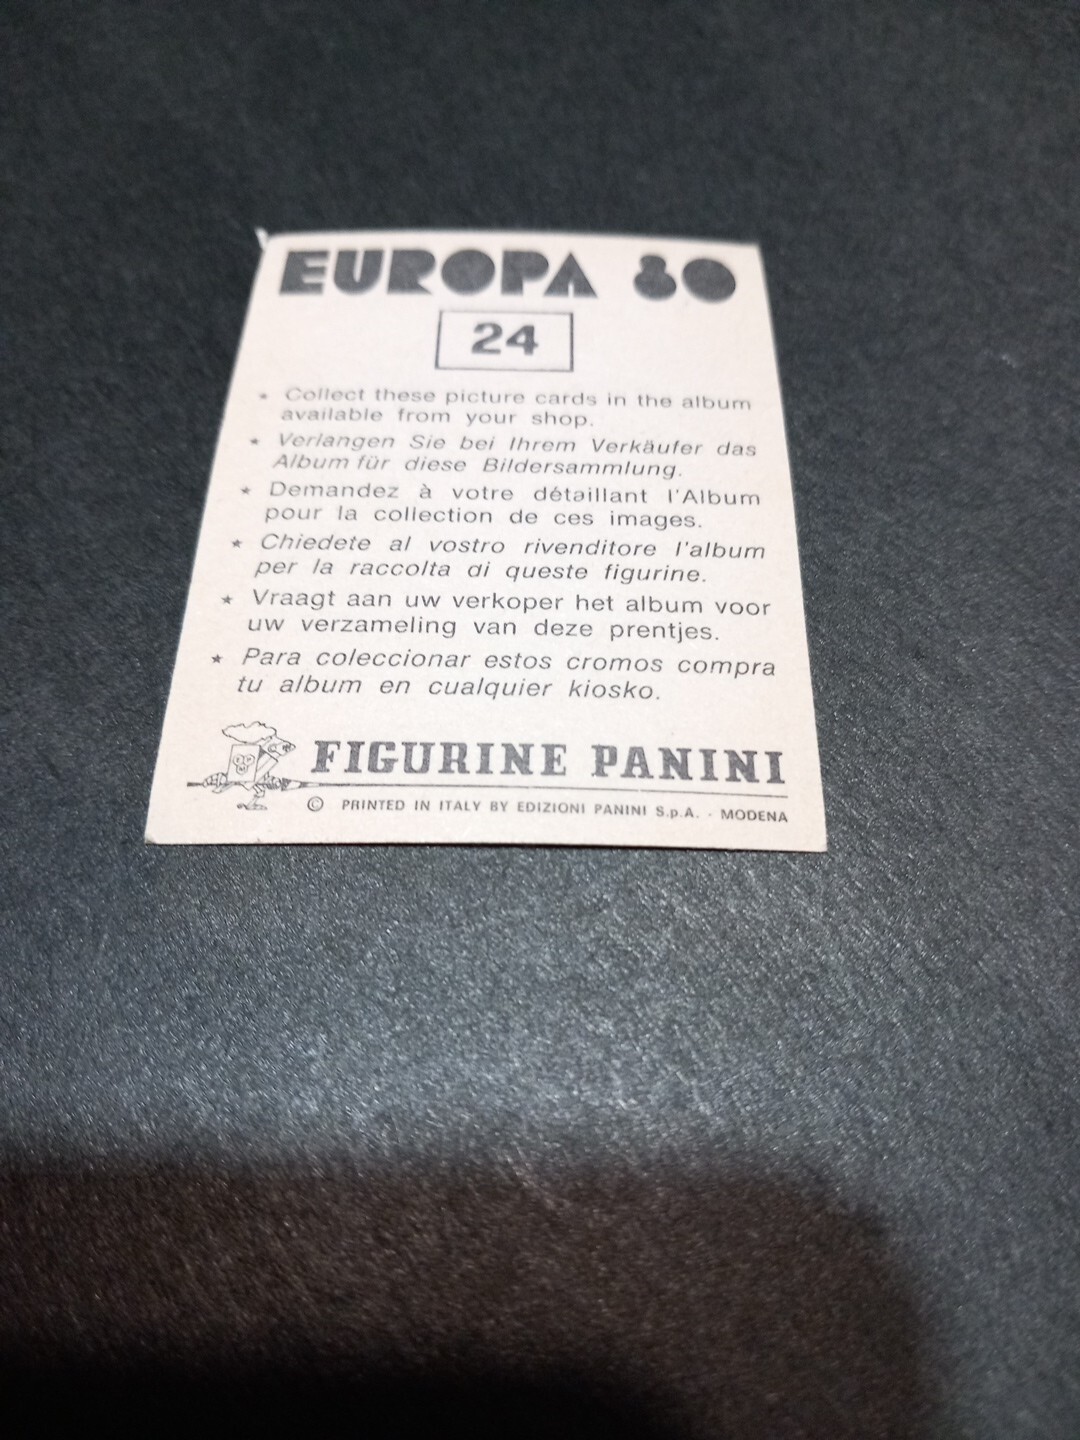 EUROPA 80
24
★ Collect these picture cards in the album
available from your shop.
★ Verlangen Sie bei Ihrem Verkäufer das
Album für diese Bildersammlung.
★ Demandez à votre détaillant l'Album
pour la collection de ces images.
★ Chiedete al vostro rivenditore l'album
per la raccolta di queste figurine.
★ Vraagt aan uw verkoper het album voor
uw verzameling van deze prentjes.
★ Para coleccionar estos cromos compra
tu album en cualquier kiosko.
FIGURINE PANINI
© PRINTED IN ITALY BY EDIZIONI PANINI S.p.A. - MODENA